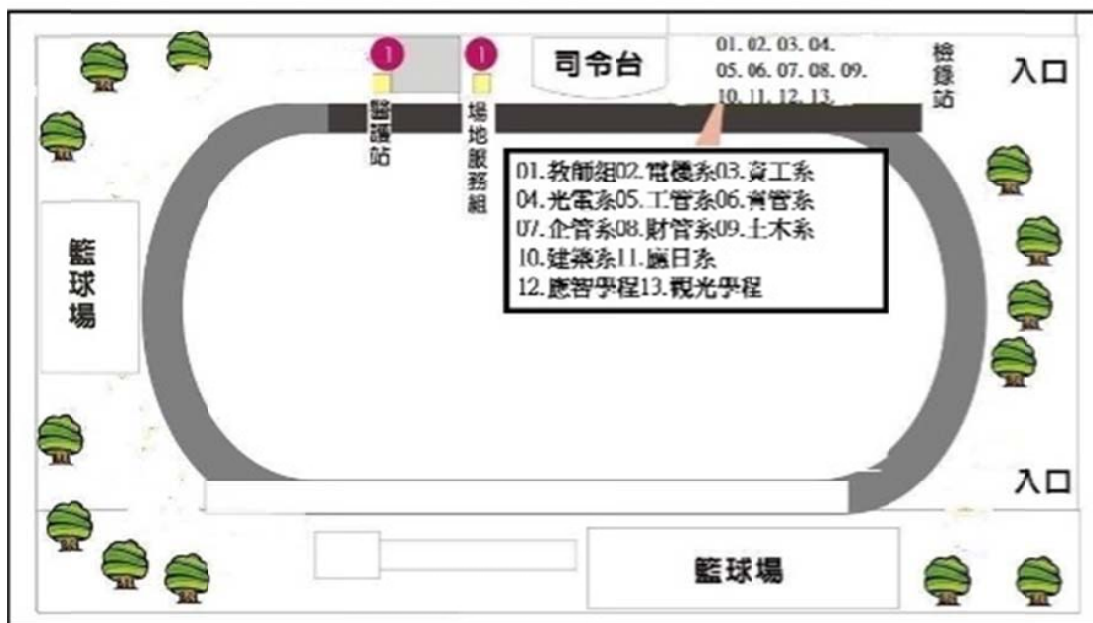 1
1
司令台
01. 02. 03. 04.
05. 06. 07. 08. 09.
10. 11. 12. 13.
檢錄站
入口
醫護站
場地服務組
01.教師組02.電機系03.資工系
04.光電系05.工管系06.資管系
07.企管系08.財管系09.土木系
10.建築系11.應日系
12.應智學程13.觀光學程
籃球場
入口
籃球場